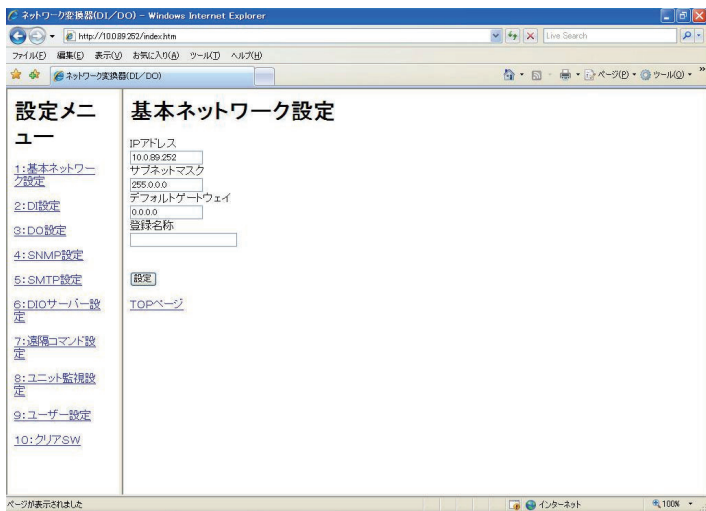 ネットワーク変換器(DI/DO) - Windows Internet Explorer
http://10.0.89.252/index.htm
Live Search
ファイル(F) 編集(E) 表示(V) お気に入り(A) ツール(T) ヘルプ(H)
ネットワーク変換器(DI/DO)
ページ(P) ツール(O) »
設定メニ
ュー
1:基本ネットワー
ク設定
2:DI設定
3:DO設定
4:SNMP設定
5:SMTP設定
6:DIOサーバー設
定
7:遠隔コマンド設
定
8:ユニット監視設
定
9:ユーザー設定
10:クリアSW
基本ネットワーク設定
IPアドレス
10.0.89.252
サブネットマスク
255.0.0.0
デフォルトゲートウェイ
0.0.0.0
登録名称
設定
TOPページ
ページが表示されました
インターネット
100%